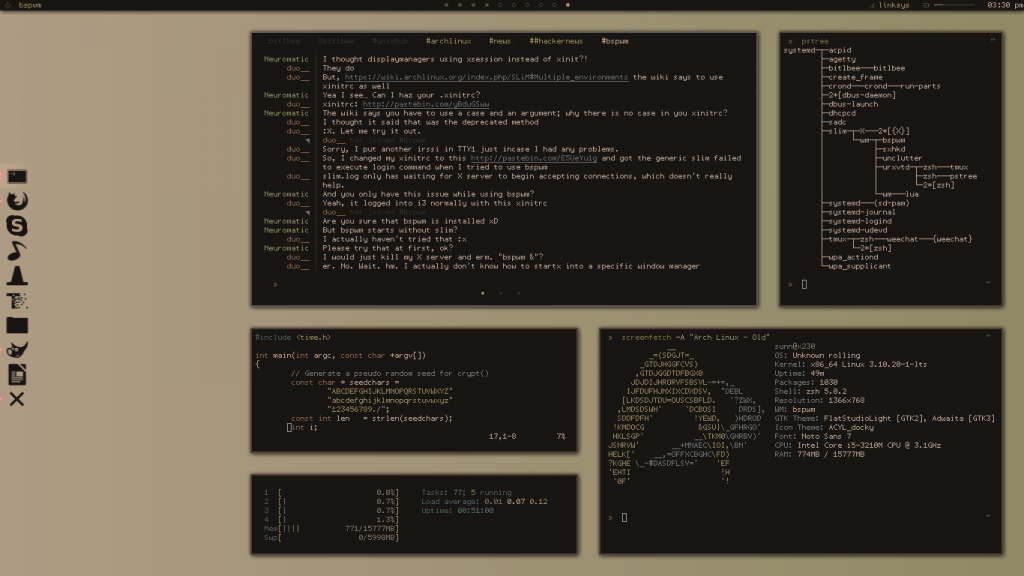 bspwm
linksys
03:30 pm
bitlbee #bitlbee #archlinux #news ##hackernews #bspwm
Neuromatic I thought displaymanagers using xsession instead of xinit?!
duo__ They do
duo__ But, https://wiki.archlinux.org/index.php/SLiM#Multiple_environments the wiki says to use
xinitrc as well
Neuromatic Yea I see… Can I haz your .xinitrc?
duo__ xinitrc: http://pastebin.com/yBduGSww
Neuromatic The wiki says you have to use a case and an argument; why there is no case in you xinitrc?
duo__ I thought it said that was the deprecated method
duo__ :X. Let me try it out.
duo__ has joined #bspwm
duo__ Sorry, I put another irssi in TTY1 just incase I had any problems.
duo__ So, I changed my xinitrc to this http://pastebin.com/E5UeYu1g and got the generic slim failed
to execute login command when I tried to use bspwm
duo__ slim.log only has waiting for X server to begin accepting connections, which doesn't really
help.
Neuromatic And you only have this issue while using bspwm?
duo__ Yeah, it logged into i3 normally with this xinitrc
duo__ has joined #bspwm
Neuromatic Are you sure that bspwm is installed xD
Neuromatic But bspwm starts without slim?
duo__ I actually haven't tried that :x
Neuromatic Please try that at first, ok?
duo__ I would just kill my X server and erm. "bspwm &"?
duo__ er. No. Wait. hm. I actually don't know how to startx into a specific window manager
»
» pstree
systemd─┬─acpid
├─agetty
├─bitlbee───bitlbee
├─create_frame
├─crond───crond───run-parts
├─2*[dbus-daemon]
├─dbus-launch
├─dhcpcd
├─sadc
├─slim─┬─X───2*[{X}]
└─wm─┬─bspwm
├─sxhkd
├─unclutter
├─urxvtd─┬─zsh───tmux
├─zsh───pstree
└─2*[zsh]
└─wm───lua
├─systemd───(sd-pam)
├─systemd-journal
├─systemd-logind
├─systemd-udevd
├─tmux─┬─zsh───weechat───{weechat}
└─2*[zsh]
├─wpa_actiond
└─wpa_supplicant
»
#include <time.h>
int main(int argc, const char *argv[])
{
// Generate a pseudo random seed for crypt()
const char * seedchars =
"ABCDEFGHIJKLMNOPQRSTUVWXYZ"
"abcdefghijklmnopqrstuvwxyz"
"123456789./";
const int len = strlen(seedchars);
int i;
17,1-8 7%
1 [ 0.0%] Tasks: 77; 5 running
2 [| 0.7%] Load average: 0.01 0.07 0.12
3 [| 0.7%] Uptime: 00:51:00
4 [| 1.3%]
Mem[|||| 771/15777MB]
Swp[ 0/5998MB]
» screenfetch -A "Arch Linux - Old"
sunn@x230
OS: Unknown rolling
Kernel: x86_64 Linux 3.10.20-1-lts
Uptime: 49m
Packages: 1030
Shell: zsh 5.0.2
Resolution: 1366x768
WM: bspwm
GTK Theme: FlatStudioLight [GTK2], Adwaita [GTK3]
Icon Theme: ACYL_docky
Font: Noto Sans 7
CPU: Intel Core i5-3210M CPU @ 3.1GHz
RAM: 774MB / 15777MB
»